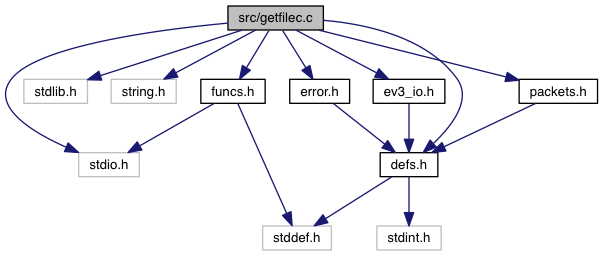 src/getfilec.c
stdlib.h
string.h
funcs.h
error.h
ev3_io.h
packets.h
stdio.h
defs.h
stddef.h
stdint.h